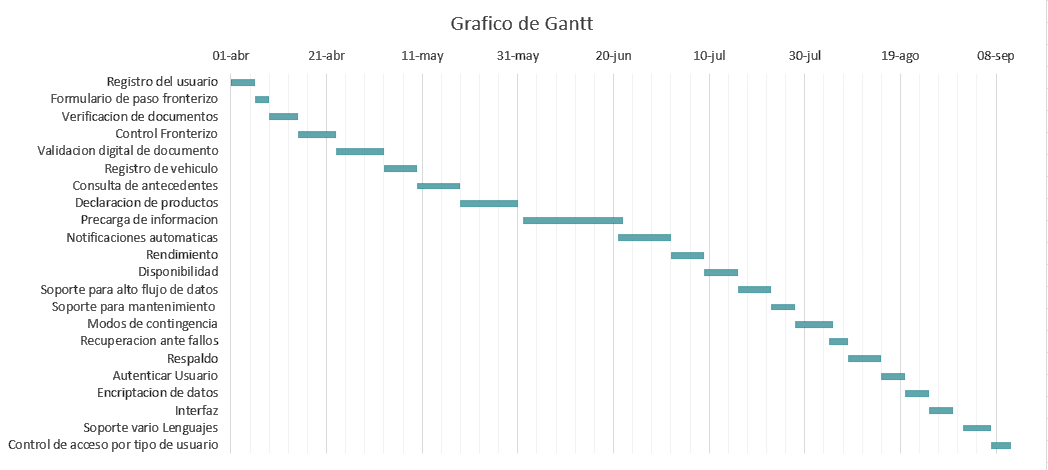 Grafico de Gantt
01-abr 21-abr 11-may 31-may 20-jun 10-jul 30-jul 19-ago 08-sep
Registro del usuario
Formulario de paso fronterizo
Verificacion de documentos
Control Fronterizo
Validacion digital de documento
Registro de vehiculo
Consulta de antecedentes
Declaracion de productos
Precarga de informacion
Notificaciones automaticas
Rendimiento
Disponibilidad
Soporte para alto flujo de datos
Soporte para mantenimiento
Modos de contingencia
Recuperacion ante fallos
Respaldo
Autenticar Usuario
Encriptacion de datos
Interfaz
Soporte vario Lenguajes
Control de acceso por tipo de usuario